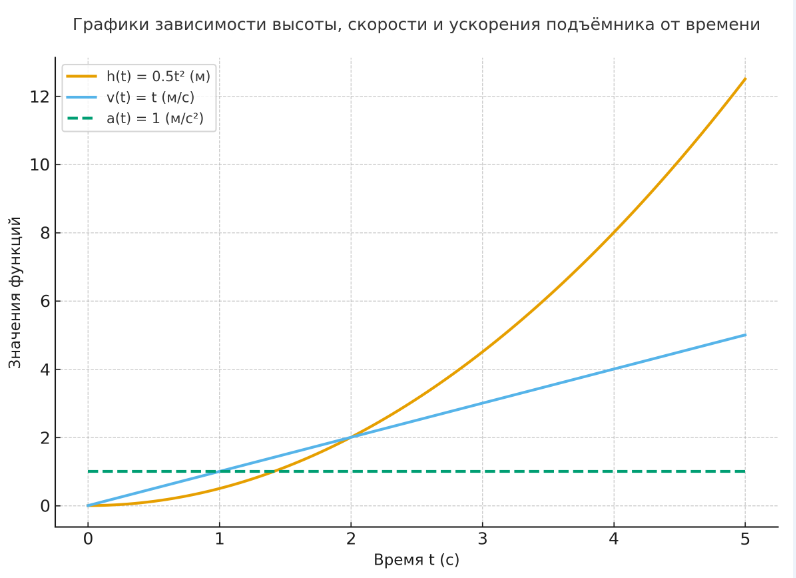 Графики зависимости высоты, скорости и ускорения подъёмника от времени
h(t) = 0.5t² (м)
v(t) = t (м/с)
a(t) = 1 (м/с²)
Значения функций
12
10
8
6
4
2
0
0 1 2 3 4 5
Время t (с)